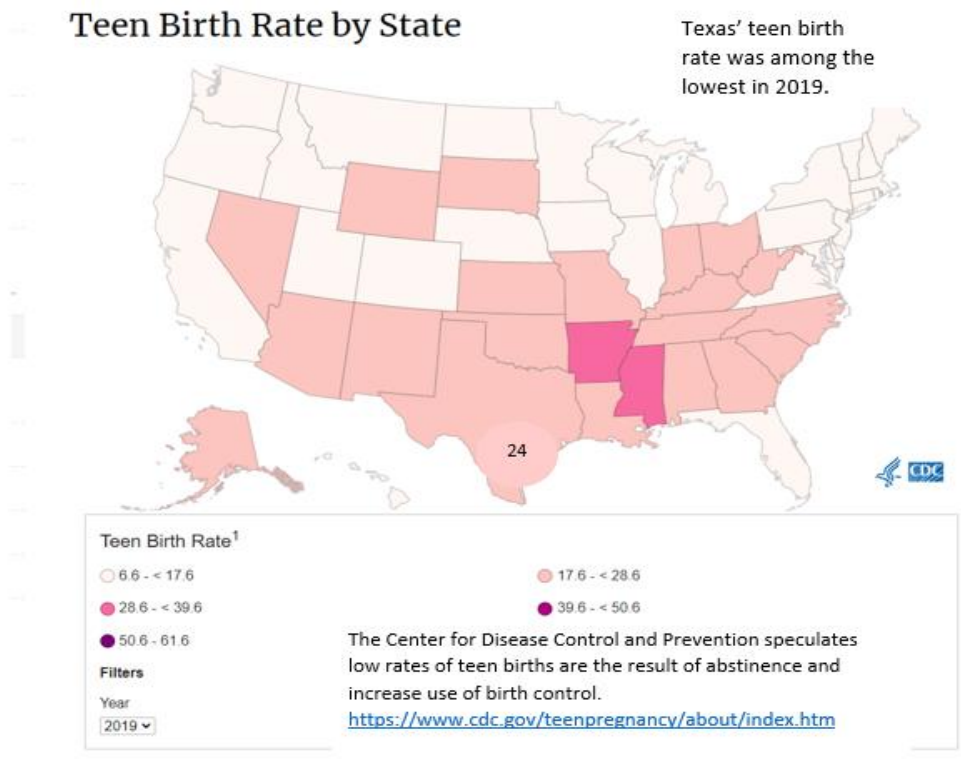 Teen Birth Rate by State
Texas’ teen birth
rate was among the
lowest in 2019.
24
CDC
Teen Birth Rate¹
6.6 - < 17.6
17.6 - < 28.6
28.6 - < 39.6
39.6 - < 50.6
50.6 - 61.6
Filters
Year
2019
The Center for Disease Control and Prevention speculates
low rates of teen births are the result of abstinence and
increase use of birth control.
https://www.cdc.gov/teenpregnancy/about/index.htm